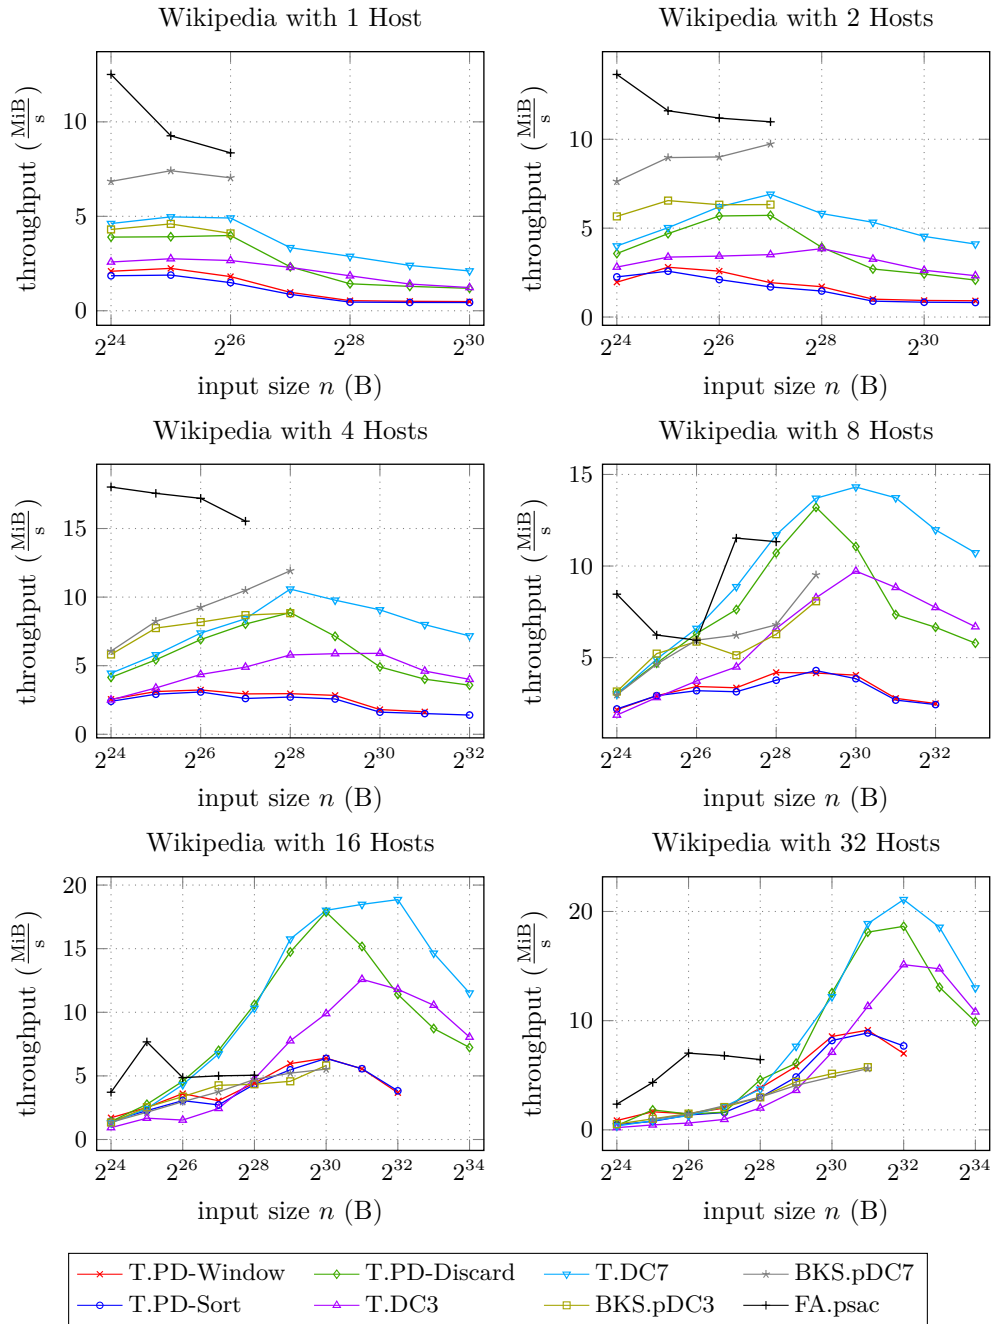 Wikipedia with 1 Host
Wikipedia with 2 Hosts
throughput (MiB/s)
10
5
0
2^24 2^26 2^28 2^30
input size n (B)
throughput (MiB/s)
10
5
0
2^24 2^26 2^28 2^30
input size n (B)
Wikipedia with 4 Hosts
Wikipedia with 8 Hosts
throughput (MiB/s)
15
10
5
0
2^24 2^26 2^28 2^30 2^32
input size n (B)
throughput (MiB/s)
15
10
5
2^24 2^26 2^28 2^30 2^32
input size n (B)
Wikipedia with 16 Hosts
Wikipedia with 32 Hosts
throughput (MiB/s)
20
15
10
5
0
2^24 2^26 2^28 2^30 2^32 2^34
input size n (B)
throughput (MiB/s)
20
10
0
2^24 2^26 2^28 2^30 2^32 2^34
input size n (B)
T.PD-Window T.PD-Discard T.DC7 BKS.pDC7
T.PD-Sort T.DC3 BKS.pDC3 FA.psac